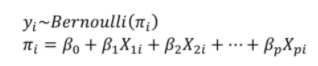 yᵢ~Bernoulli(πᵢ)
πᵢ = β₀ + β₁X₁ᵢ + β₂X₂ᵢ + ⋯ + βₚXₚᵢ